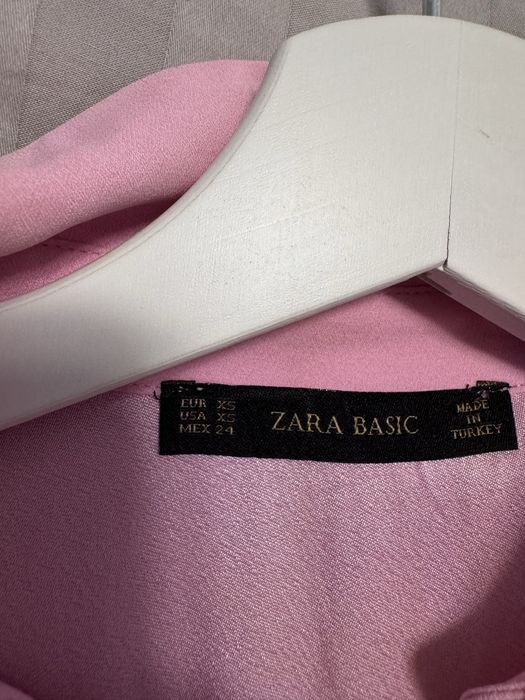 EUR XS
USA XS
MEX 24
ZARA BASIC
MADE
IN
TURKEY